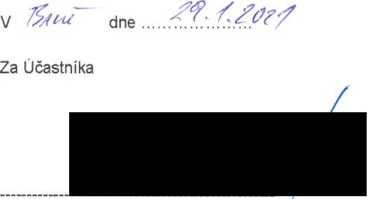 V Brně dne ....29.1.2021....
Za Účastníka